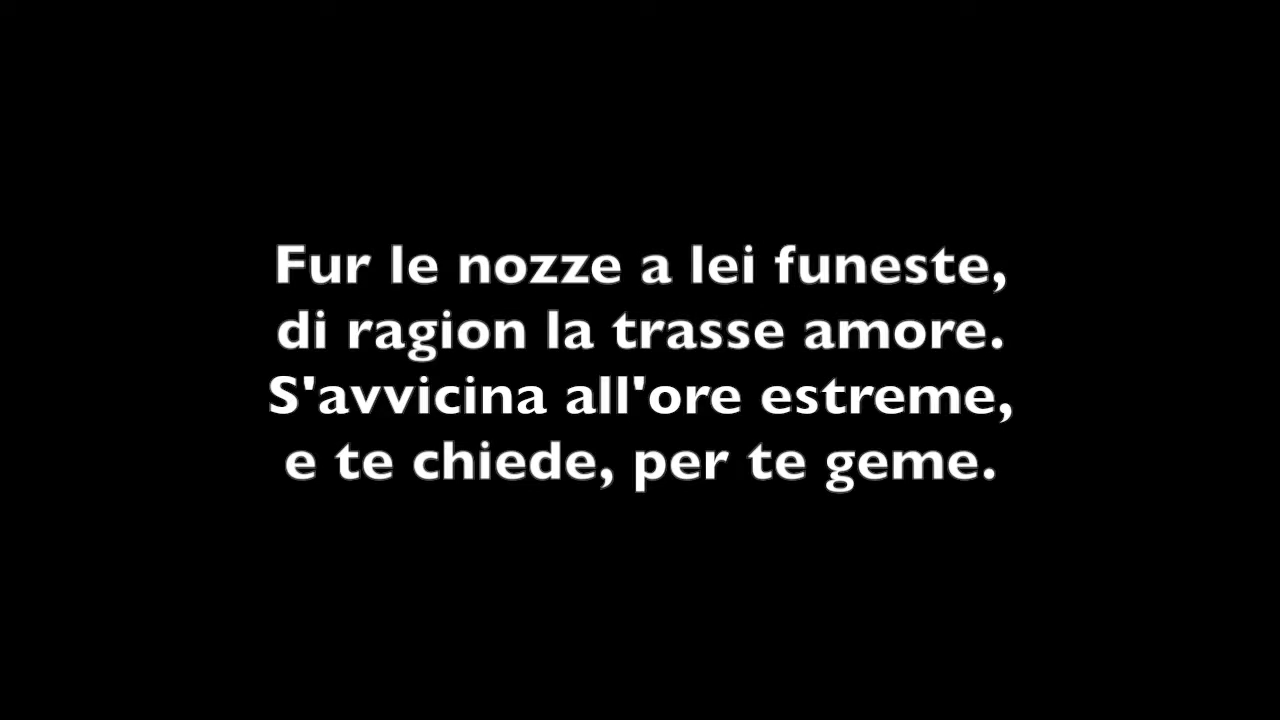 Fur le nozze a lei funeste,
di ragion la trasse amore.
S'avvicina all'ore estreme,
e te chiede, per te geme.